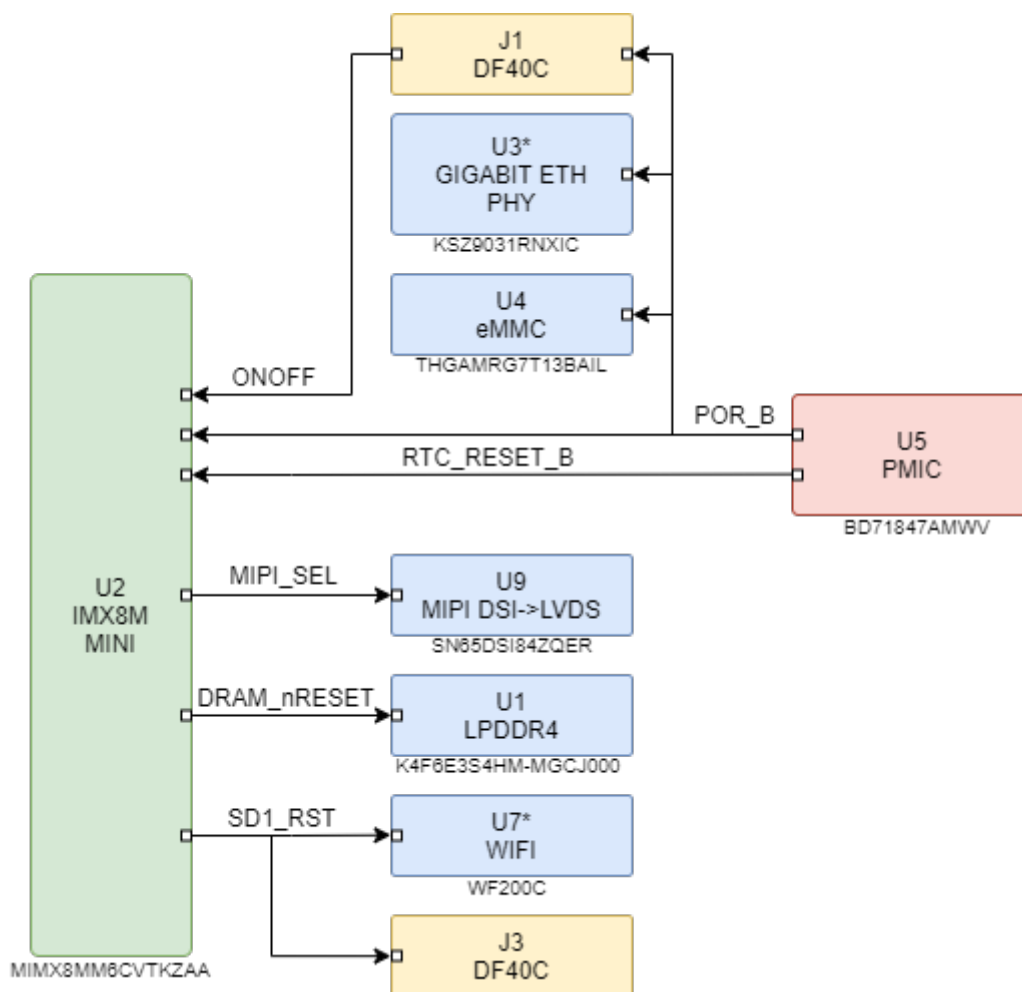 J1
DF40C
U3*
GIGABIT ETH
PHY
KSZ9031RNXIC
U4
eMMC
THGAMRG7T13BAIL
ONOFF
POR_B
RTC_RESET_B
U5
PMIC
BD71847AMWV
U2
IMX8M
MINI
MIMX8MM6CVTKZAA
MIPI_SEL
U9
MIPI DSI->LVDS
SN65DSI84ZQER
DRAM_nRESET
U1
LPDDR4
K4F6E3S4HM-MGCJ000
SD1_RST
U7*
WIFI
WF200C
J3
DF40C